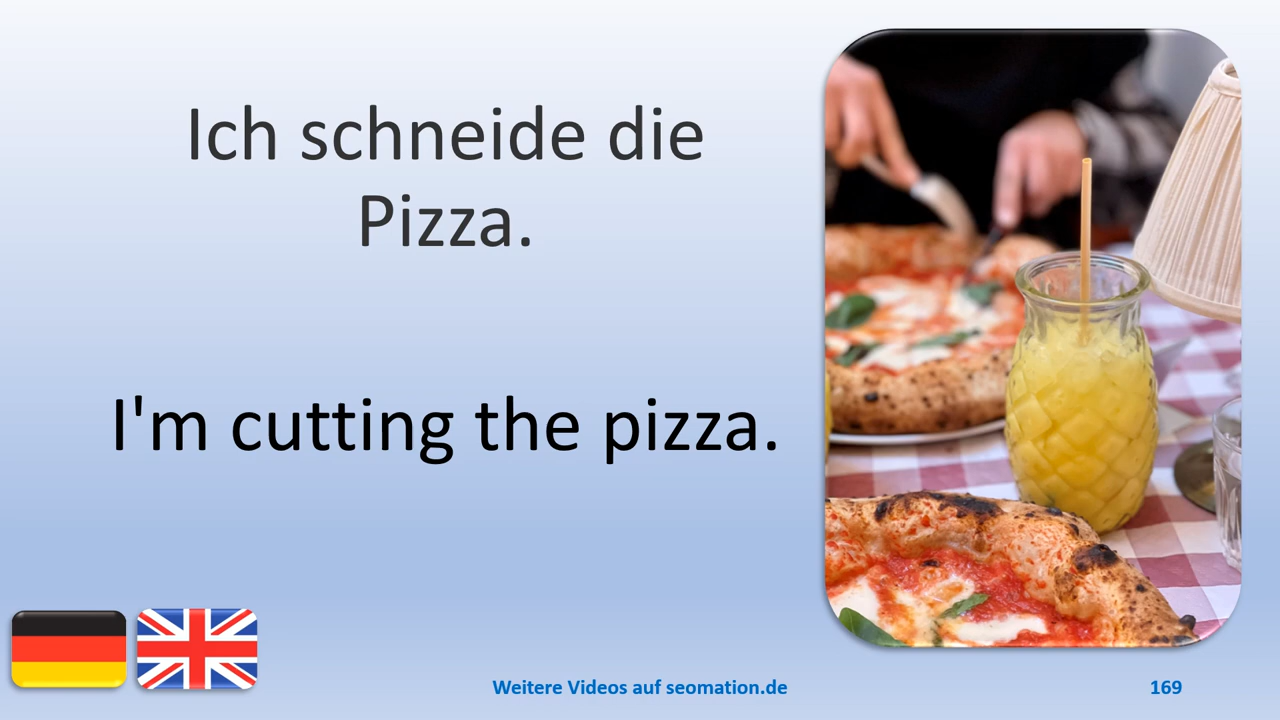 Ich schneide die
Pizza.
I'm cutting the pizza.
Weitere Videos auf seomation.de
169